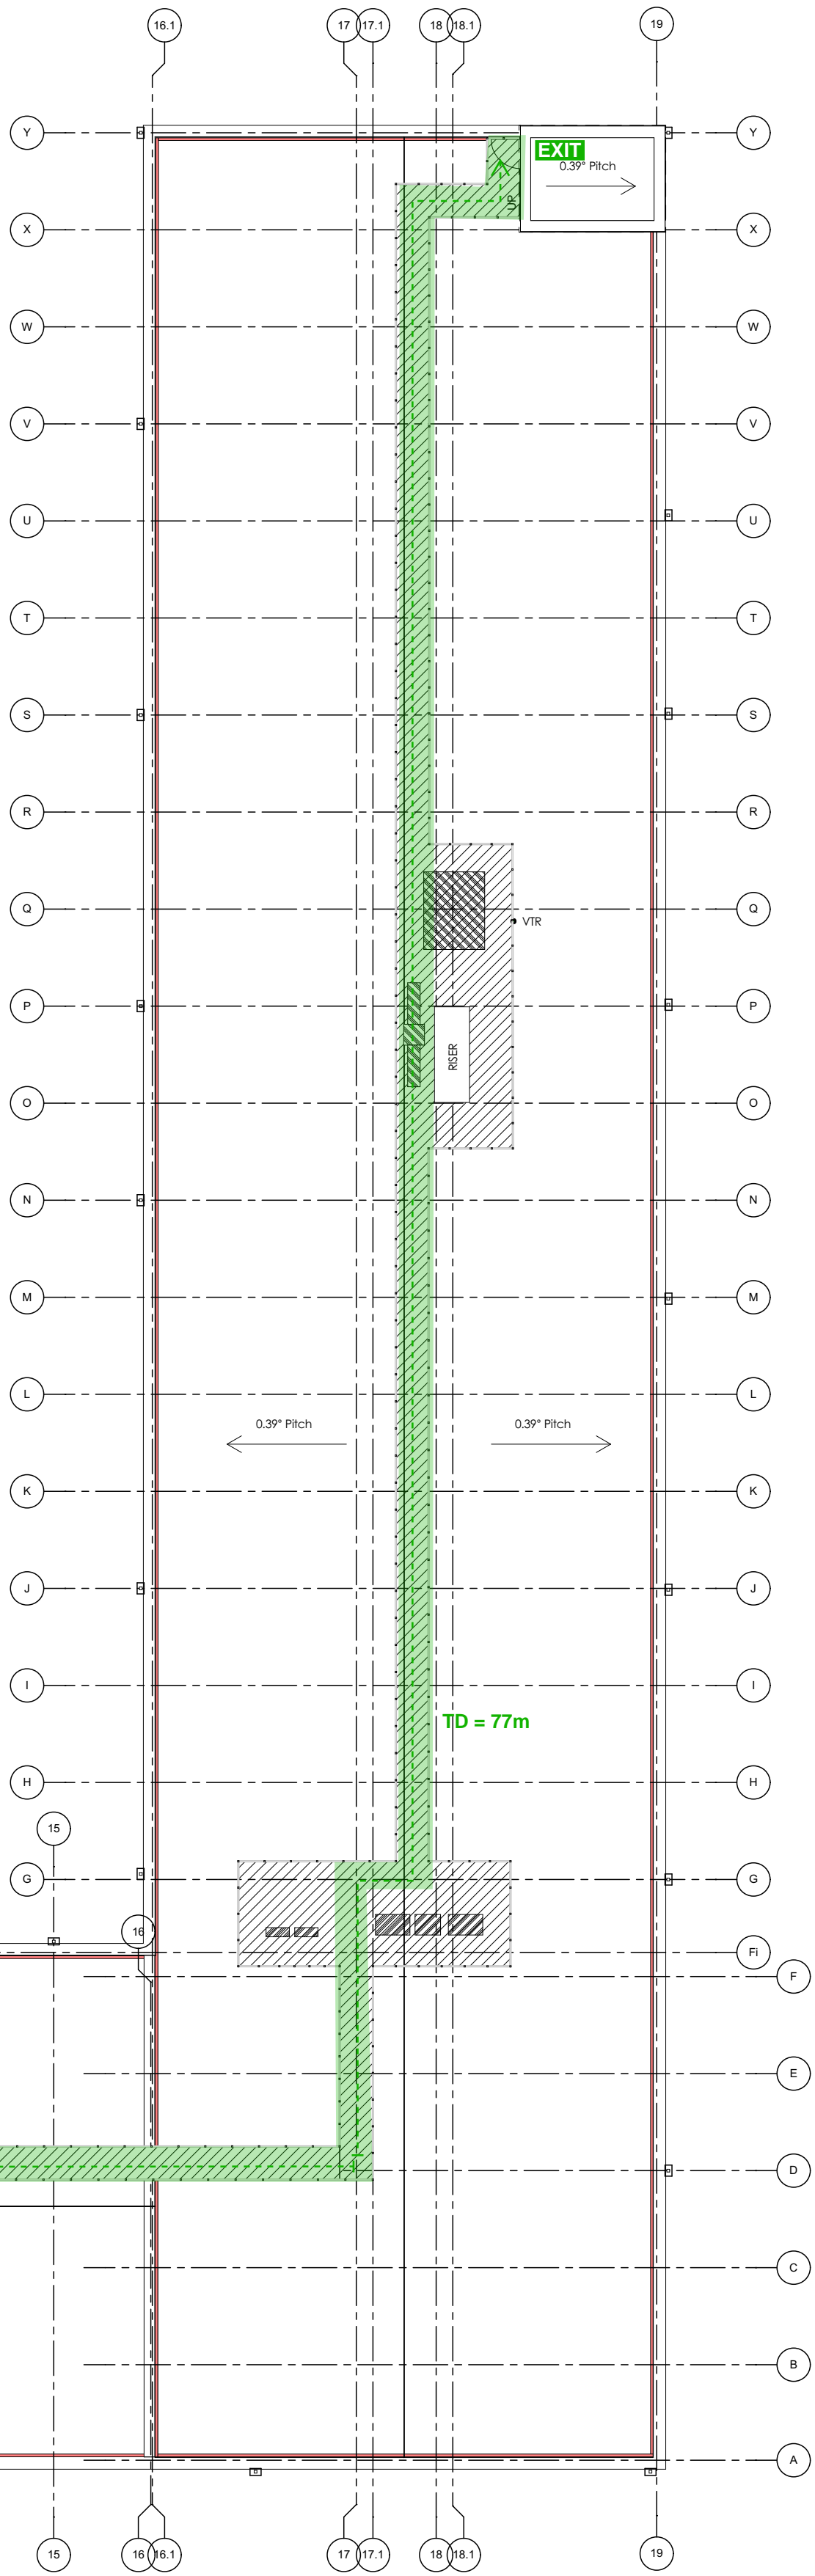 16.1 17 17.1 18 18.1 19
Y Y
EXIT
0.39° Pitch
UP
X X
W W
V V
U U
T T
S S
R R
Q Q
VTR
P P
RISER
O O
N N
M M
L L
0.39° Pitch 0.39° Pitch
K K
J J
I I
TD = 77m
H H
15
G G
16
Fi
F
E
D
C
B
A
15 16 16.1 17 17.1 18 18.1 19